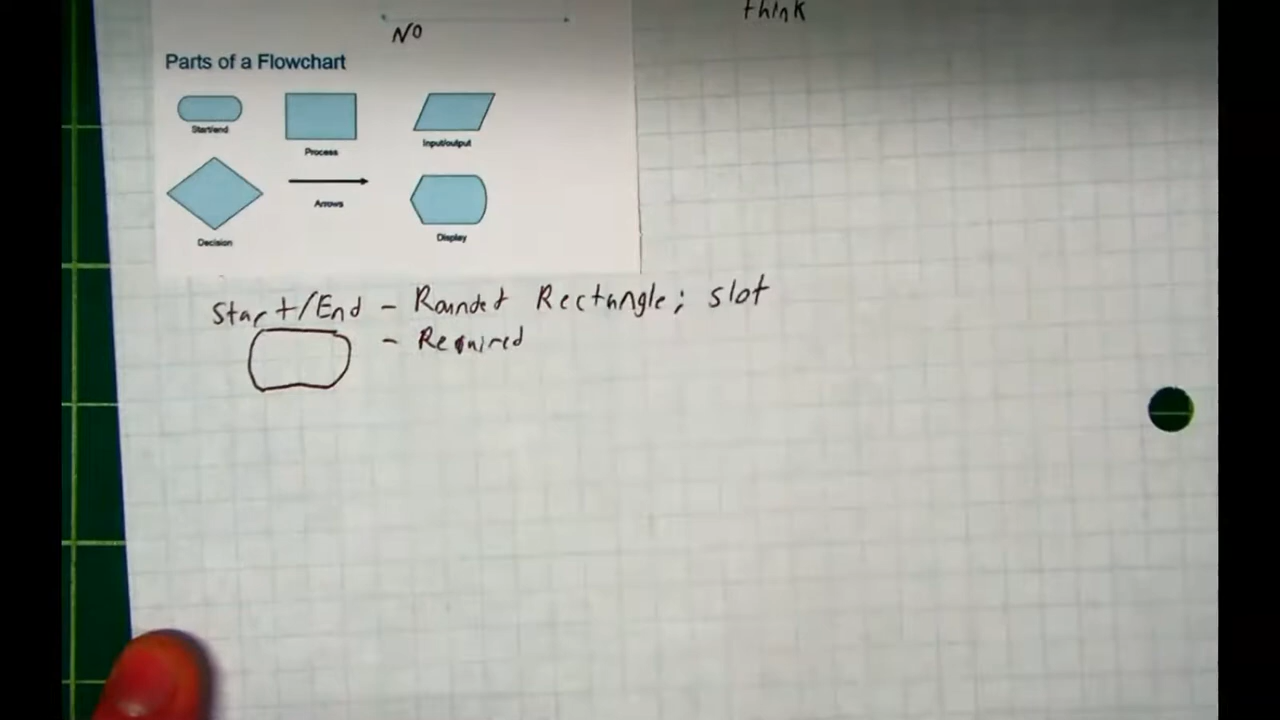 think
NO
Parts of a Flowchart
Start/end
Process
Input/output
Decision
Arrows
Display
Start/End - Rounded Rectangle; slot
- Required